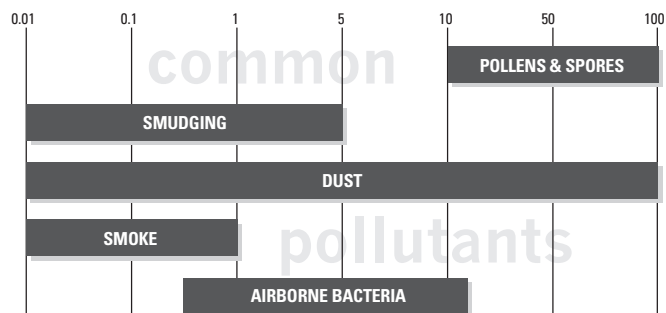 0.01 0.1 1 5 10 50 100
common
POLLENS & SPORES
SMUDGING
DUST
SMOKE
pollutants
AIRBORNE BACTERIA